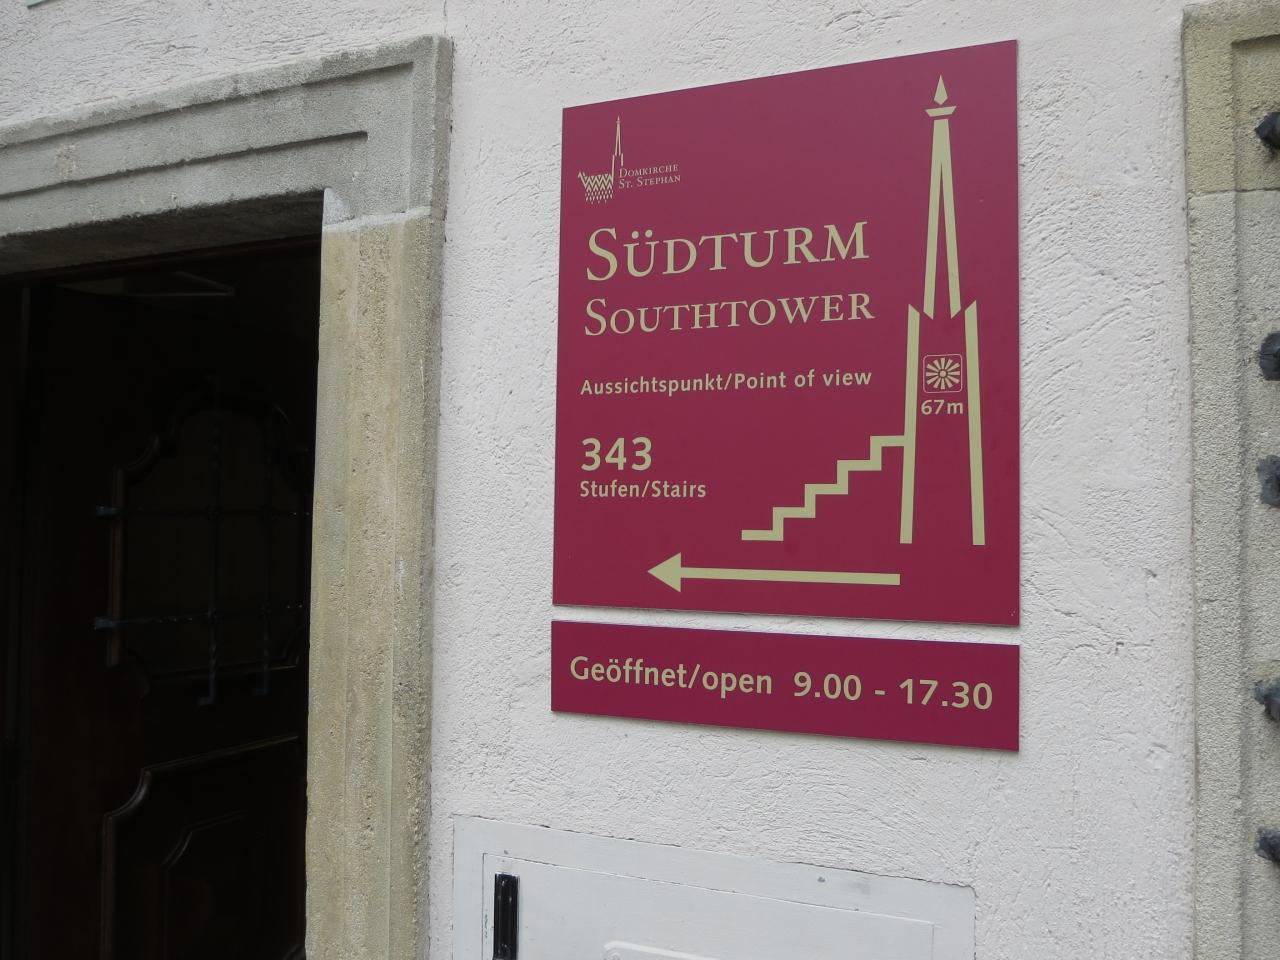 Domkirche
St. Stephan
Südturm
Southtower
Aussichtspunkt/Point of view
67m
343
Stufen/Stairs
Geöffnet/open 9.00 - 17.30